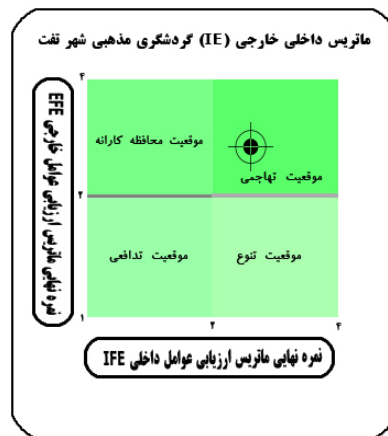 ماتریس داخلی خارجی (IE) گردشگری مذهبی شهر تفت
نمره نهایی ماتریس ارزیابی عوامل خارجی EFE
۴
موقعیت محافظه کارانه
موقعیت تهاجمی
۲
موقعیت تدافعی
موقعیت تنوع
۱
۲
۴
نمره نهایی ماتریس ارزیابی عوامل داخلی IFE